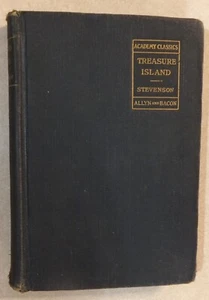 ACADEMY CLASSICS
TREASURE
ISLAND
STEVENSON
ALLYN AND BACON